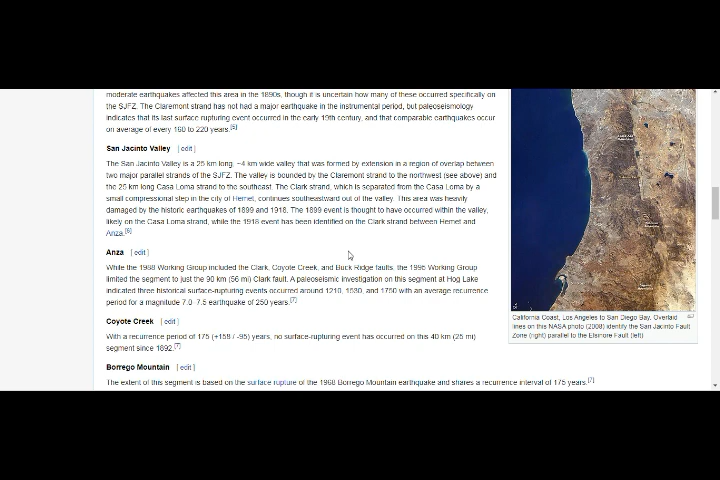 moderate earthquakes affected this area in the 1890s, though it is uncertain how many of these occurred specifically on
the SJFZ. The Claremont strand has not had a major earthquake in the instrumental period, but paleoseismology
indicates that its last surface rupturing event occurred in the early 19th century, and that comparable earthquakes occur
on average of every 160 to 220 years.[6]
San Jacinto Valley [edit]
The San Jacinto Valley is a 25 km long, ~4 km wide valley that was formed by extension in a region of overlap between
two major parallel strands of the SJFZ. The valley is bounded by the Claremont strand to the northwest (see above) and
the 25 km long Casa Loma strand to the southeast. The Clark strand, which is separated from the Casa Loma by a
small compressional step in the city of Hemet, continues southeastward out of the valley. This area was heavily
damaged by the historic earthquakes of 1899 and 1918. The 1899 event is thought to have occurred within the valley,
likely on the Casa Loma strand, while the 1918 event has been identified on the Clark strand between Hemet and
Anza.[6]
Anza [edit]
While the 1988 Working Group included the Clark, Coyote Creek, and Buck Ridge faults, the 1995 Working Group
limited the segment to just the 90 km (56 mi) Clark fault. A paleoseismic investigation on this segment at Hog Lake
indicated three historical surface-rupturing events occurred around 1210, 1530, and 1750 with an average recurrence
period for a magnitude 7.0–7.5 earthquake of 250 years.[7]
Coyote Creek [edit]
With a recurrence period of 175 (+158 / -95) years, no surface-rupturing event has occurred on this 40 km (25 mi)
segment since 1892.[7]
Borrego Mountain [edit]
The extent of this segment is based on the surface rupture of the 1968 Borrego Mountain earthquake and shares a recurrence interval of 175 years.[7]
California Coast, Los Angeles to San Diego Bay. Overlaid
lines on this NASA photo (2008) identify the San Jacinto Fault
Zone (right) parallel to the Elsinore Fault (left)